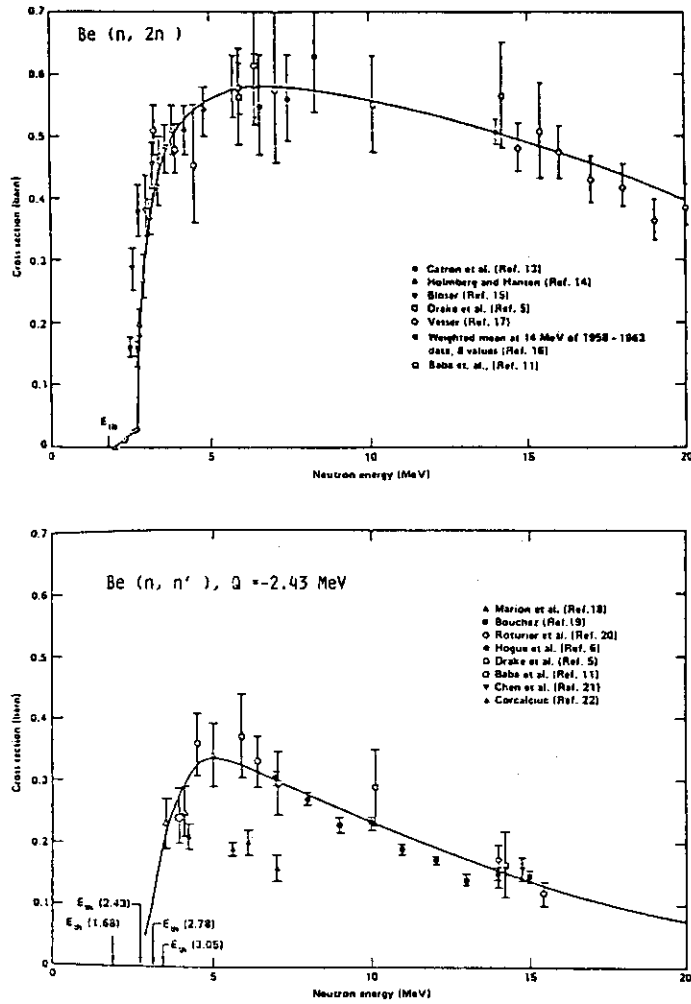 0.7
Be (n, 2n)
0.6
0.5
0.4
0.3
0.2
0.1
0
Cross section (barn)
Catron et al. (Ref. 13)
Holmberg and Hansen (Ref. 14)
Bloser (Ref. 15)
Drake et al. (Ref. 5)
Vesser (Ref. 17)
Weighted mean at 14 MeV of 1958 - 1963
data, 8 values (Ref. 16)
Baba et. al., (Ref. 11)
E th
0 5 10 15 20
Neutron energy (MeV)
0.7
Be (n, n'), Q =-2.43 MeV
0.6
0.5
0.4
0.3
0.2
0.1
0
Cross section (barn)
Marion et al. (Ref.18)
Bouchez (Ref.19)
Roturier et al. (Ref. 20)
Hogue et al. (Ref. 6)
Drake et al. (Ref. 5)
Baba et al. (Ref. 11)
Chen et al. (Ref. 21)
(Ref. 22)
E th (2.43)
E th (1.68)
E th (2.78)
E th (3.05)
0 5 10 15 20
Neutron energy (MeV)